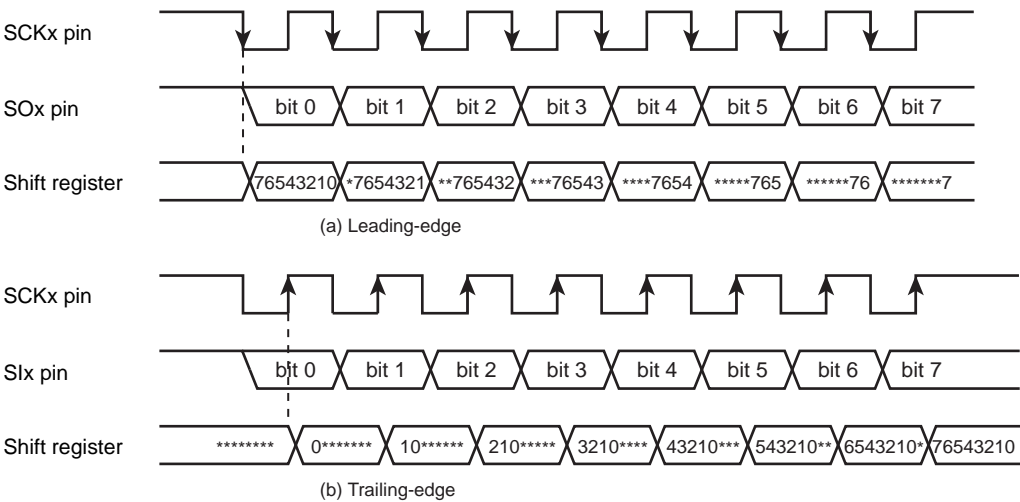 SCKx pin
SOx pin bit 0 bit 1 bit 2 bit 3 bit 4 bit 5 bit 6 bit 7
Shift register 76543210 *7654321 **765432 ***76543 ****7654 *****765 ******76 *******7
(a) Leading-edge
SCKx pin
SIx pin bit 0 bit 1 bit 2 bit 3 bit 4 bit 5 bit 6 bit 7
Shift register ******** 0******* 10****** 210***** 3210**** 43210*** 543210** 6543210* 76543210
(b) Trailing-edge